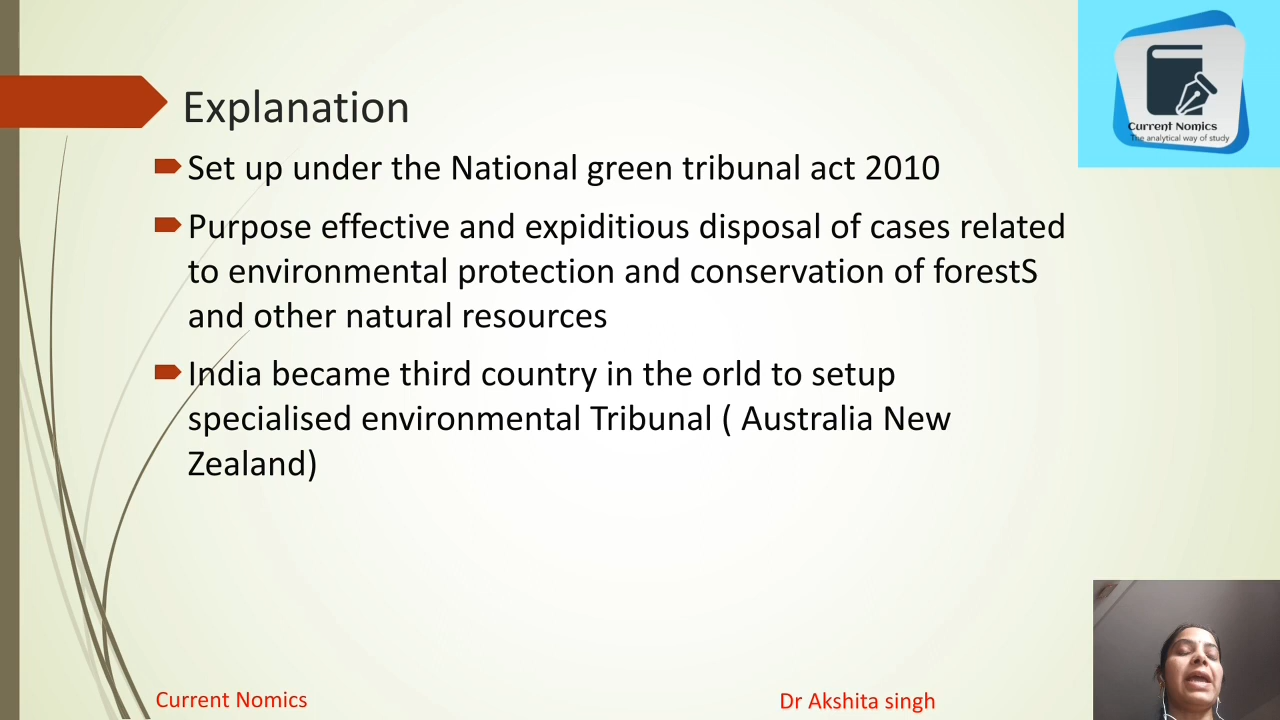 Current Nomics
The analytical way of study
Explanation
Set up under the National green tribunal act 2010
Purpose effective and expiditious disposal of cases related
to environmental protection and conservation of forestS
and other natural resources
India became third country in the orld to setup
specialised environmental Tribunal ( Australia New
Zealand)
Current Nomics
Dr Akshita singh